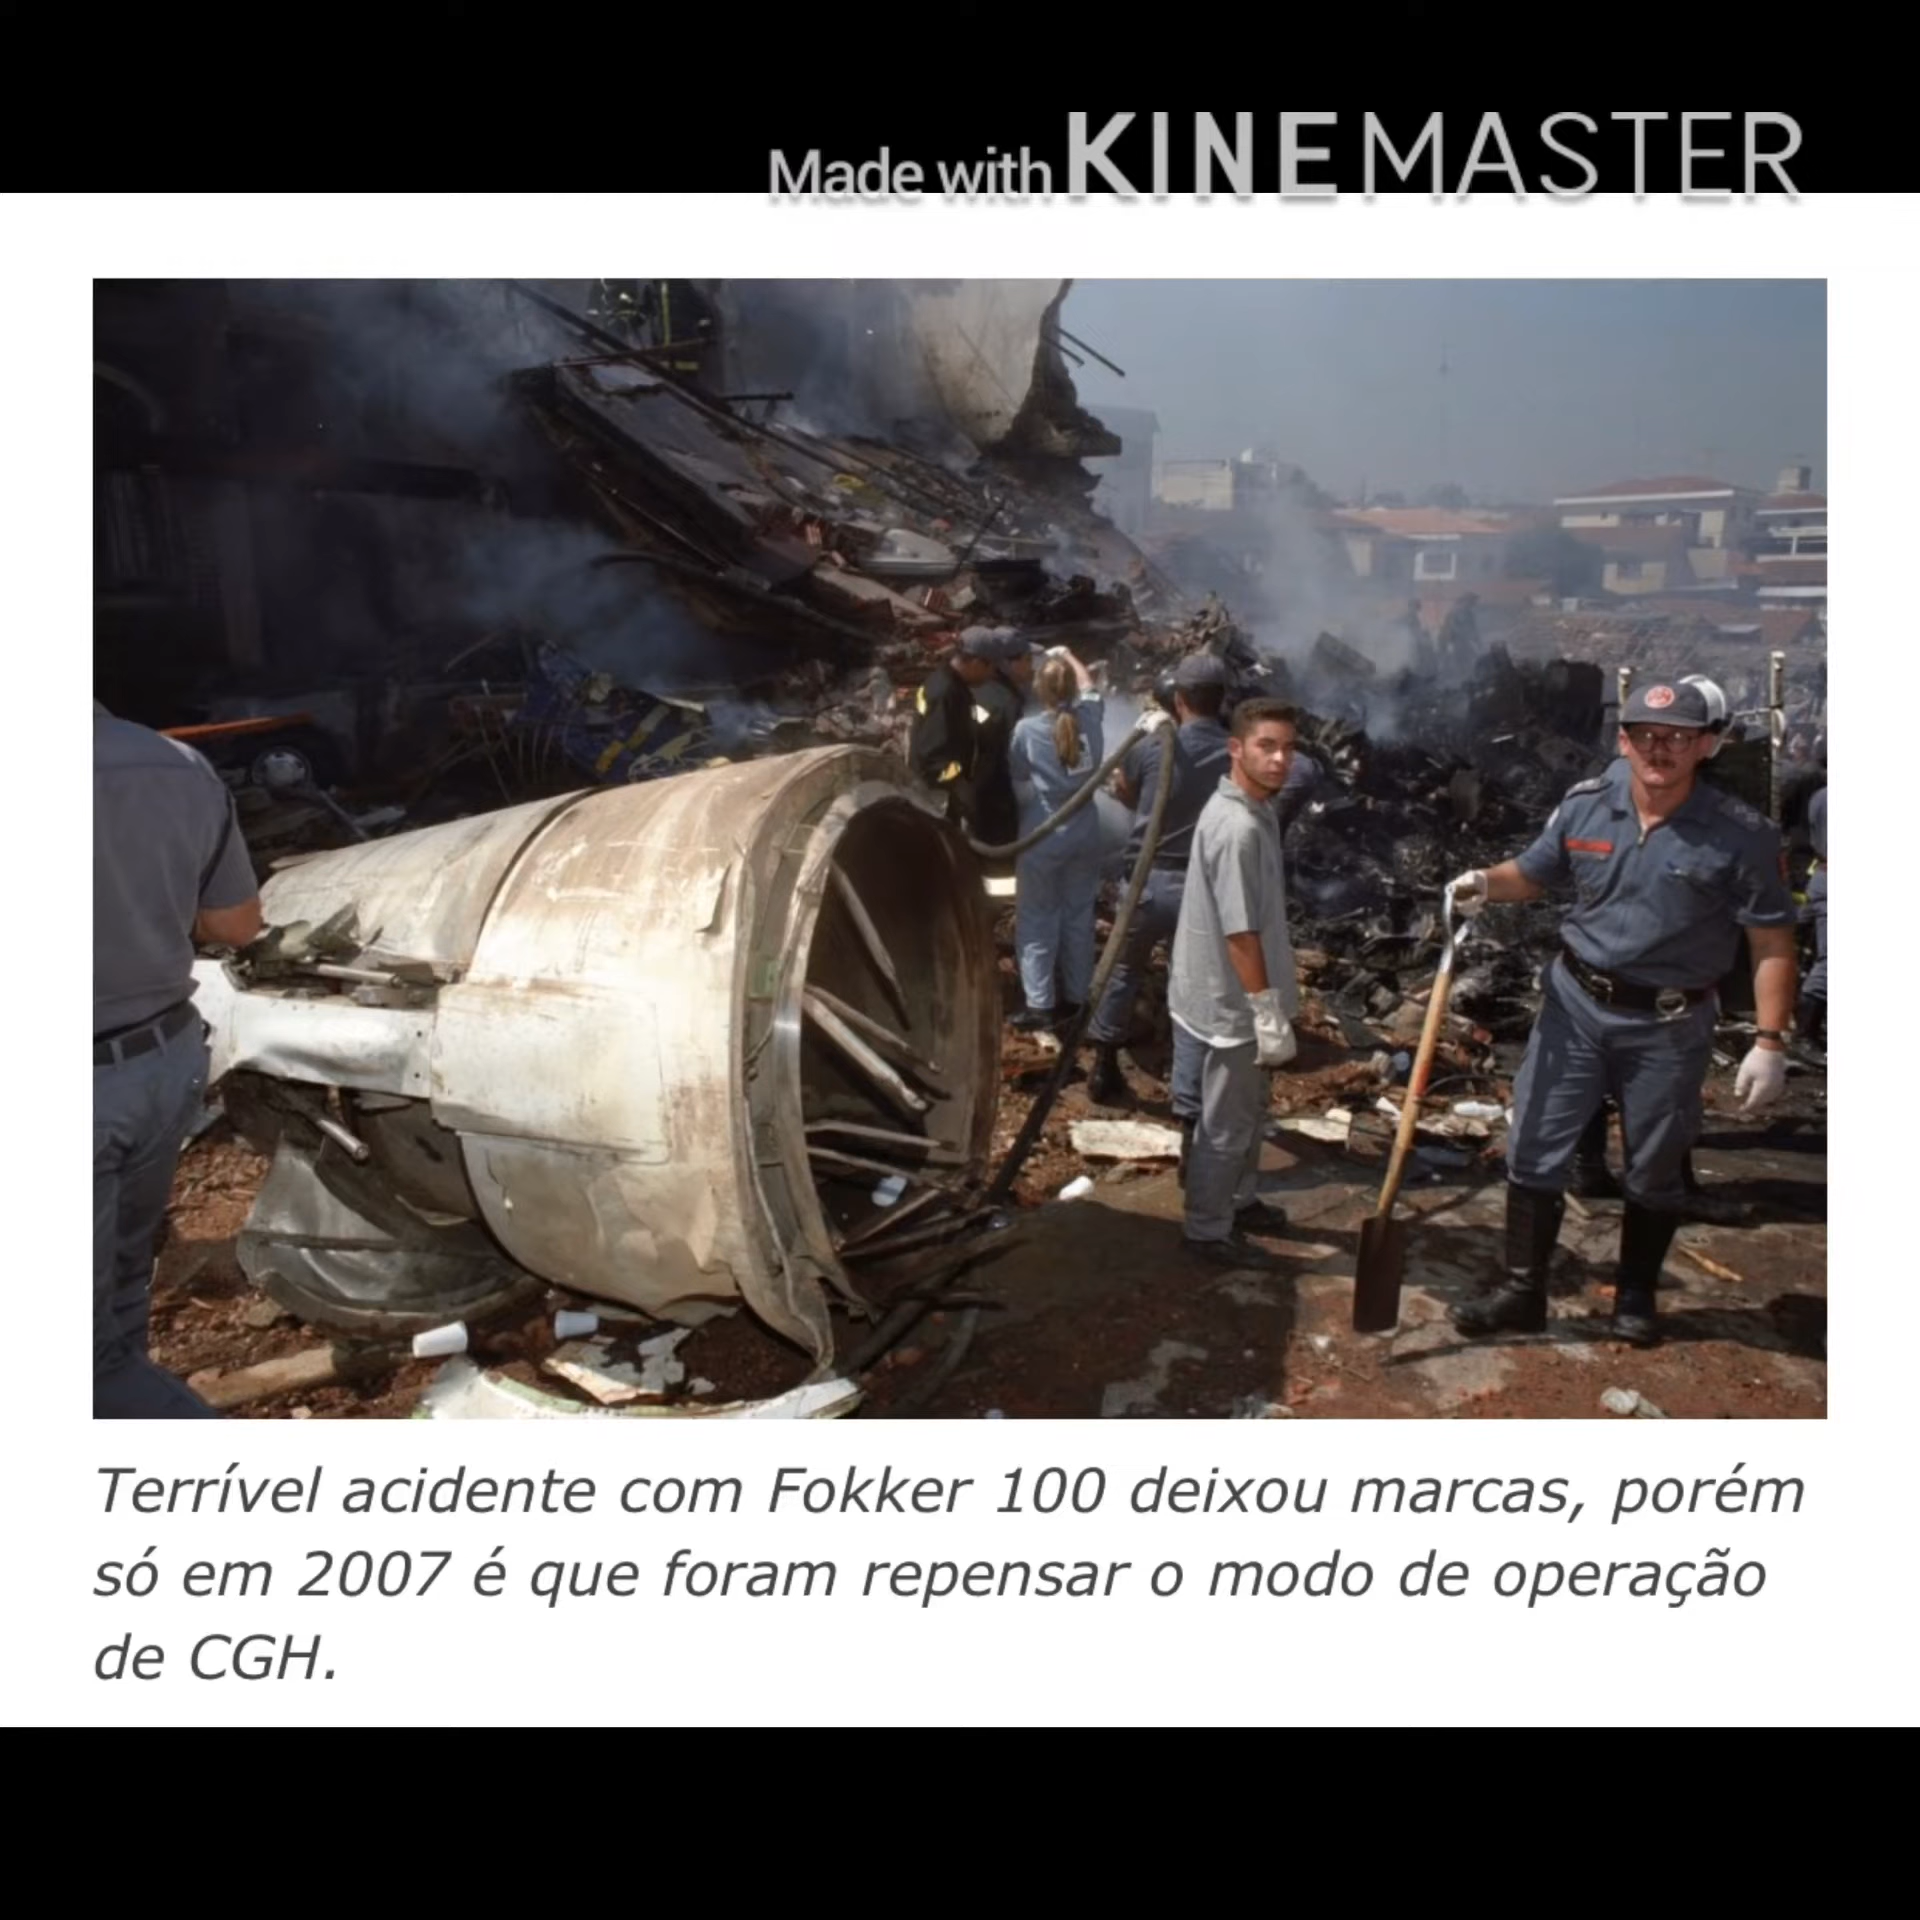 Made with KINEMASTER
Terrível acidente com Fokker 100 deixou marcas, porém
só em 2007 é que foram repensar o modo de operação
de CGH.